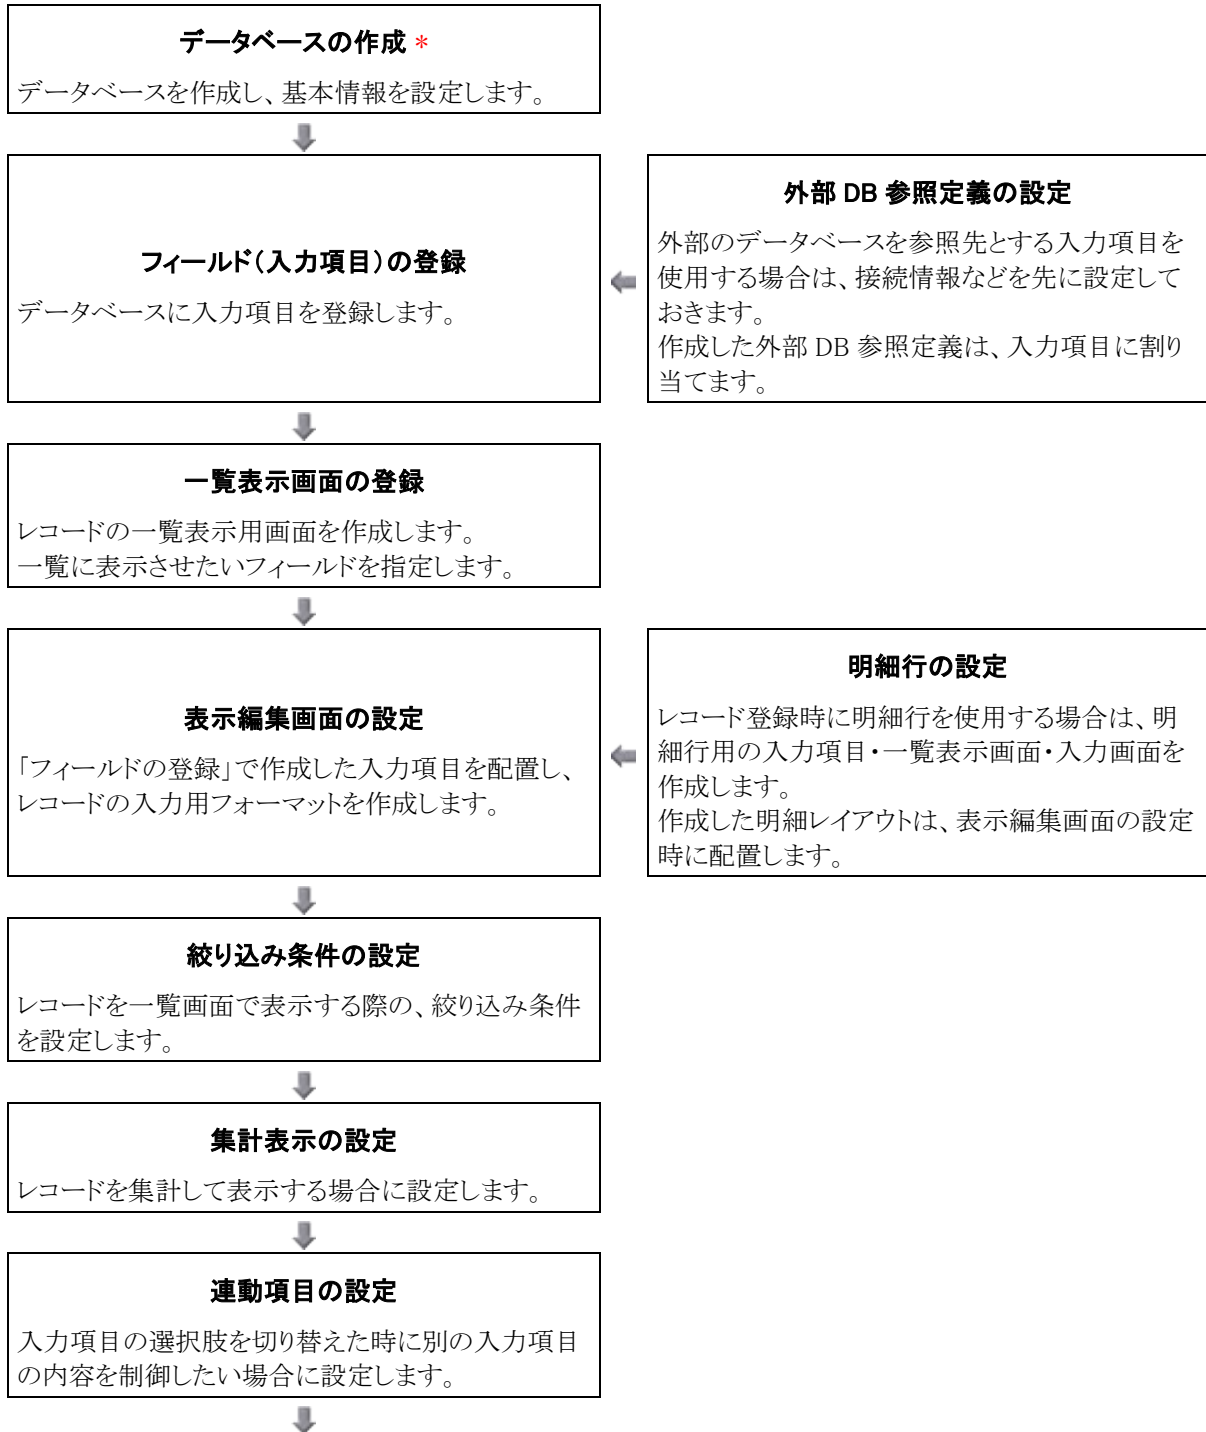 データベースの作成 *
データベースを作成し、基本情報を設定します。
フィールド(入力項目)の登録
データベースに入力項目を登録します。
外部 DB 参照定義の設定
外部のデータベースを参照先とする入力項目を
使用する場合は、接続情報などを先に設定して
おきます。
作成した外部 DB 参照定義は、入力項目に割り
当てます。
一覧表示画面の登録
レコードの一覧表示用画面を作成します。
一覧に表示させたいフィールドを指定します。
表示編集画面の設定
「フィールドの登録」で作成した入力項目を配置し、
レコードの入力用フォーマットを作成します。
明細行の設定
レコード登録時に明細行を使用する場合は、明
細行用の入力項目・一覧表示画面・入力画面を
作成します。
作成した明細レイアウトは、表示編集画面の設定
時に配置します。
絞り込み条件の設定
レコードを一覧画面で表示する際の、絞り込み条件
を設定します。
集計表示の設定
レコードを集計して表示する場合に設定します。
連動項目の設定
入力項目の選択肢を切り替えた時に別の入力項目
の内容を制御したい場合に設定します。